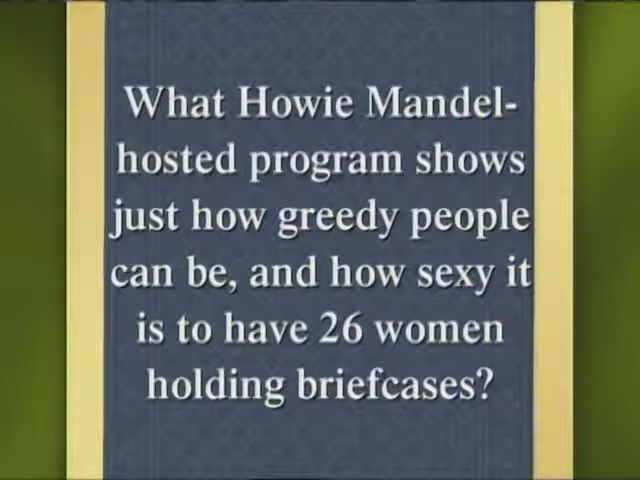 What Howie Mandel-
hosted program shows
just how greedy people
can be, and how sexy it
is to have 26 women
holding briefcases?